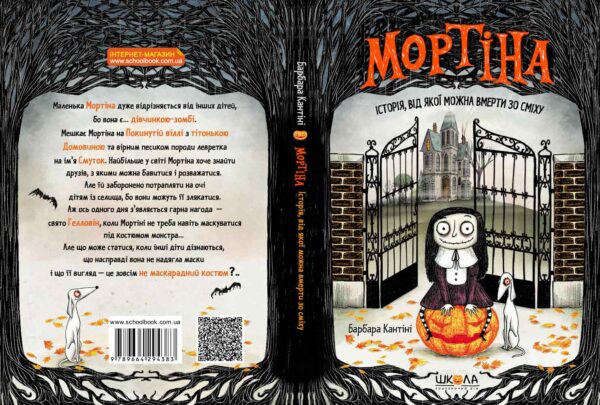 ІНТЕРНЕТ-МАГАЗИН
www.schoolbook.com.ua
Маленька Мортіна дуже відрізняється від інших дітей,
бо вона є... дівчинкою-зомбі.
Мешкає Мортіна на Покинутій віллі з тітонькою
Домовиною та вірним песиком породи левретка
на ім'я Смуток. Найбільше у світі Мортіна хоче знайти
друзів, з якими можна бавитися і розважатися.
Але їй заборонено потрапляти на очі
дітям із селища, бо вони можуть її злякатися.
Аж ось одного дня з'являється гарна нагода —
свято Гелловін, коли Мортіні не треба навіть маскуватися
під костюмом монстра...
Але що може статися, коли інші діти дізнаються,
що насправді вона не надягла маски
і що її вигляд — це зовсім не маскарадний костюм?..
www.schoolbook.com.ua
9 789664 294383
Барбара Кантіні
МОРТІНА
Історія, від якої можна вмерти зо сміху
МОРТІНА
ІСТОРІЯ, ВІД ЯКОЇ МОЖНА ВМЕРТИ ЗО СМІХУ
Барбара Кантіні
ШКОЛА
ВИДАВНИЧИЙ ДІМ